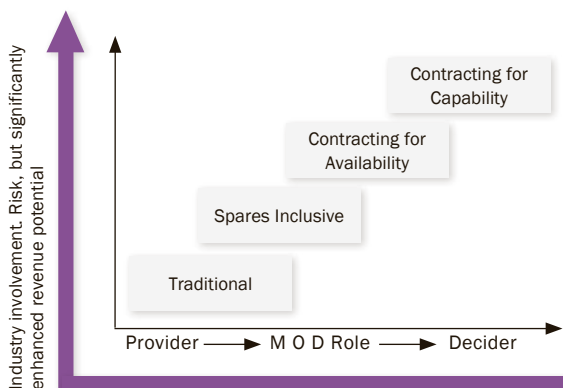 Industry involvement. Risk, but significantly
enhanced revenue potential
Contracting for
Capability
Contracting for
Availability
Spares Inclusive
Traditional
Provider M O D Role Decider